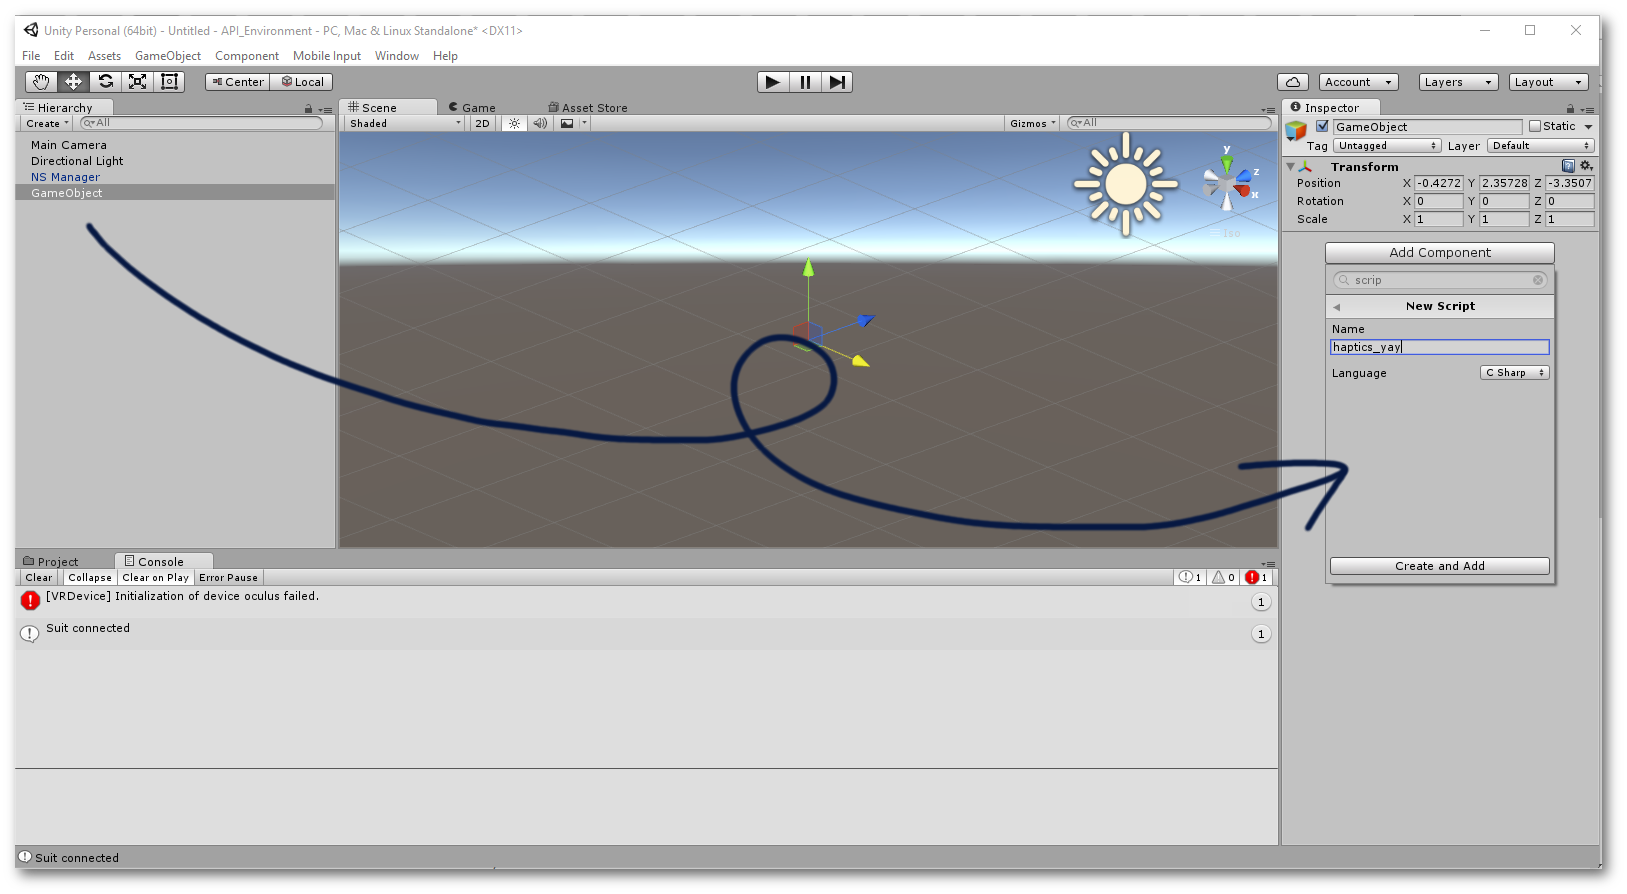 Unity Personal (64bit) - Untitled - API_Environment - PC, Mac & Linux Standalone* <DX11>
File Edit Assets GameObject Component Mobile Input Window Help
Center Local Account Layers Layout
Hierarchy
Create All
Main Camera
Directional Light
NS Manager
GameObject
Scene Game Asset Store
Shaded 2D Gizmos All
y
z
x
Iso
Inspector
GameObject Static
Tag Untagged Layer Default
Transform
Position X -0.4272 Y 2.35728 Z -3.3507
Rotation X 0 Y 0 Z 0
Scale X 1 Y 1 Z 1
Add Component
scrip
New Script
Name
haptics_yay
Language C Sharp
Create and Add
Project Console
Clear Collapse Clear on Play Error Pause 1 0 1
[VRDevice] Initialization of device oculus failed. 1
Suit connected 1
Suit connected